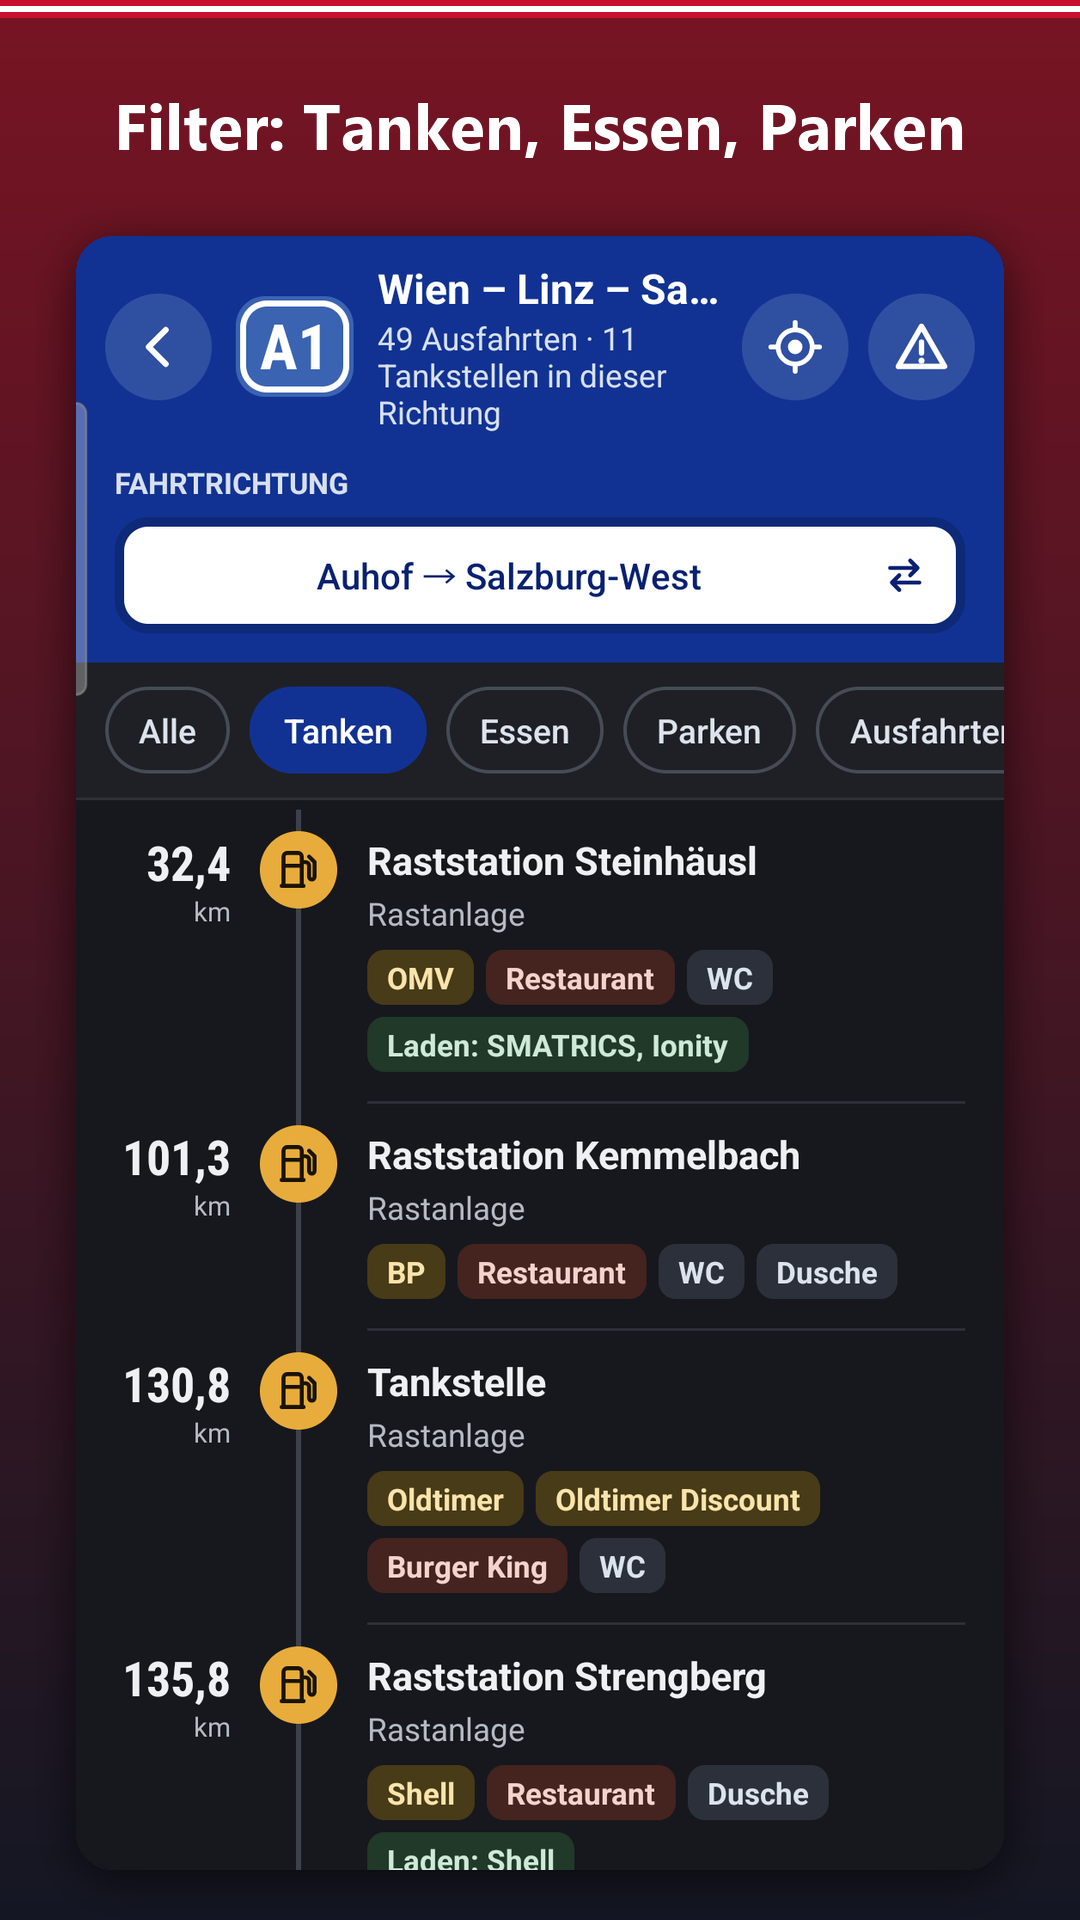 Filter: Tanken, Essen, Parken
A1
Wien – Linz – Sa...
49 Ausfahrten · 11
Tankstellen in dieser
Richtung
FAHRTRICHTUNG
Auhof → Salzburg-West
Alle Tanken Essen Parken Ausfahrten
32,4 km
Raststation Steinhäusl
Rastanlage
OMV Restaurant WC
Laden: SMATRICS, Ionity
101,3 km
Raststation Kemmelbach
Rastanlage
BP Restaurant WC Dusche
130,8 km
Tankstelle
Rastanlage
Oldtimer Oldtimer Discount
Burger King WC
135,8 km
Raststation Strengberg
Rastanlage
Shell Restaurant Dusche
Laden: Shell